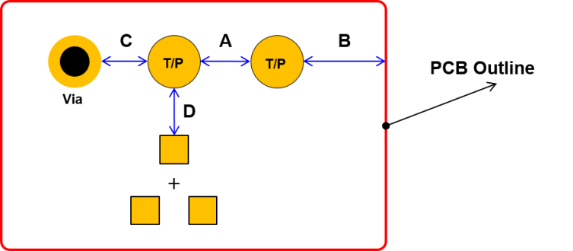 C A B
T/P T/P
Via
PCB Outline
D
+